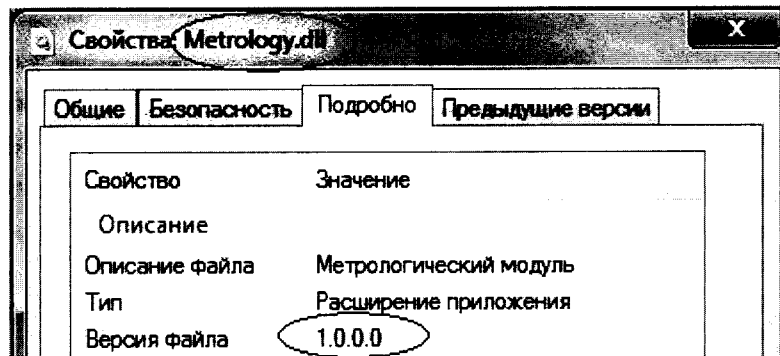 Свойства: Metrology.dll
X
Общие Безопасность Подробно Предыдущие версии
Свойство Значение
Описание
Описание файла Метрологический модуль
Тип Расширение приложения
Версия файла 1.0.0.0